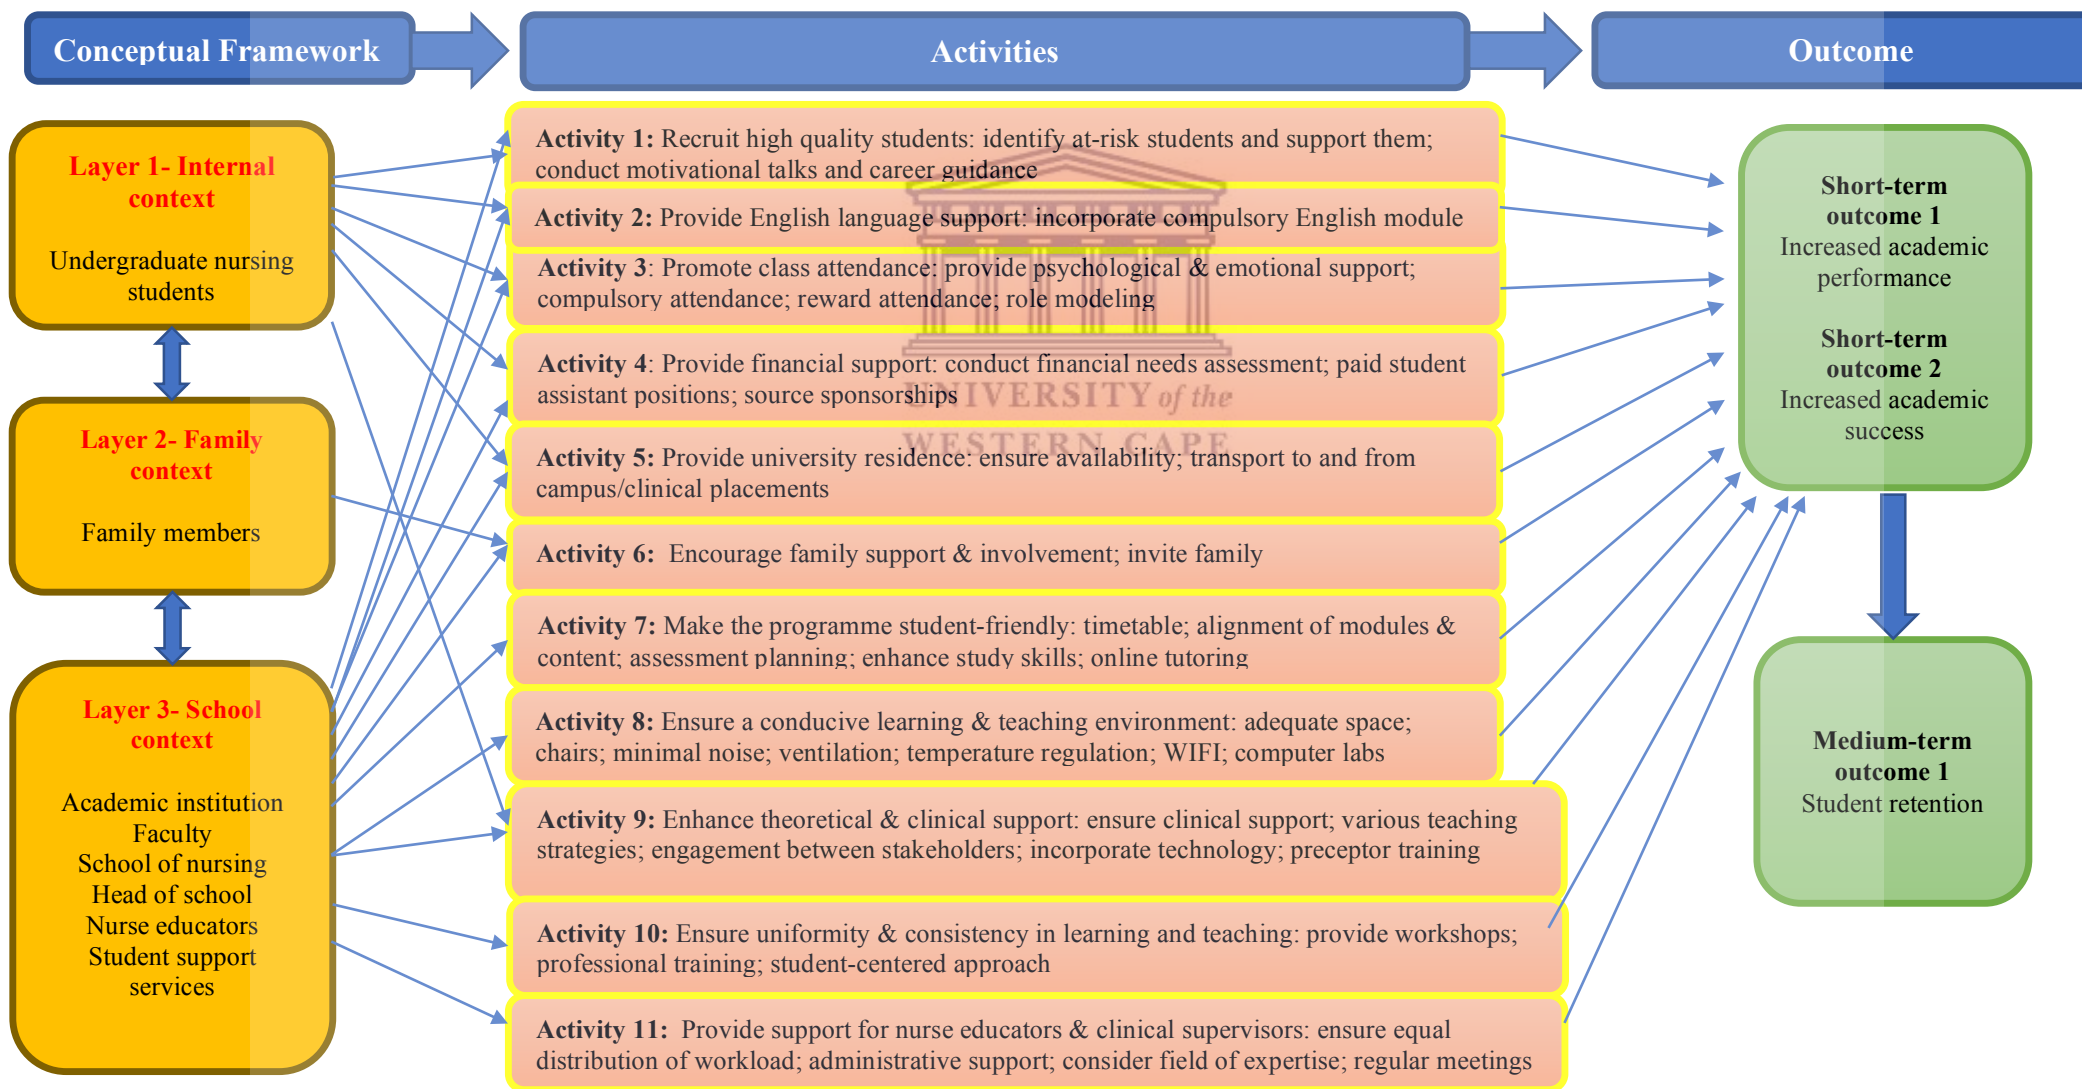 Conceptual Framework
Activities
Outcome
Layer 1- Internal
context
Undergraduate nursing
students
Layer 2- Family
context
Family members
Layer 3- School
context
Academic institution
Faculty
School of nursing
Head of school
Nurse educators
Student support
services
Activity 1: Recruit high quality students: identify at-risk students and support them;
conduct motivational talks and career guidance
Activity 2: Provide English language support: incorporate compulsory English module
Activity 3: Promote class attendance: provide psychological & emotional support;
compulsory attendance; reward attendance; role modeling
Activity 4: Provide financial support: conduct financial needs assessment; paid student
assistant positions; source sponsorships
UNIVERSITY of the
WESTERN CAPE
Activity 5: Provide university residence: ensure availability; transport to and from
campus/clinical placements
Activity 6: Encourage family support & involvement; invite family
Activity 7: Make the programme student-friendly: timetable; alignment of modules &
content; assessment planning; enhance study skills; online tutoring
Activity 8: Ensure a conducive learning & teaching environment: adequate space;
chairs; minimal noise; ventilation; temperature regulation; WIFI; computer labs
Activity 9: Enhance theoretical & clinical support: ensure clinical support; various teaching
strategies; engagement between stakeholders; incorporate technology; preceptor training
Activity 10: Ensure uniformity & consistency in learning and teaching: provide workshops;
professional training; student-centered approach
Activity 11: Provide support for nurse educators & clinical supervisors: ensure equal
distribution of workload; administrative support; consider field of expertise; regular meetings
Short-term
outcome 1
Increased academic
performance
Short-term
outcome 2
Increased academic
success
Medium-term
outcome 1
Student retention